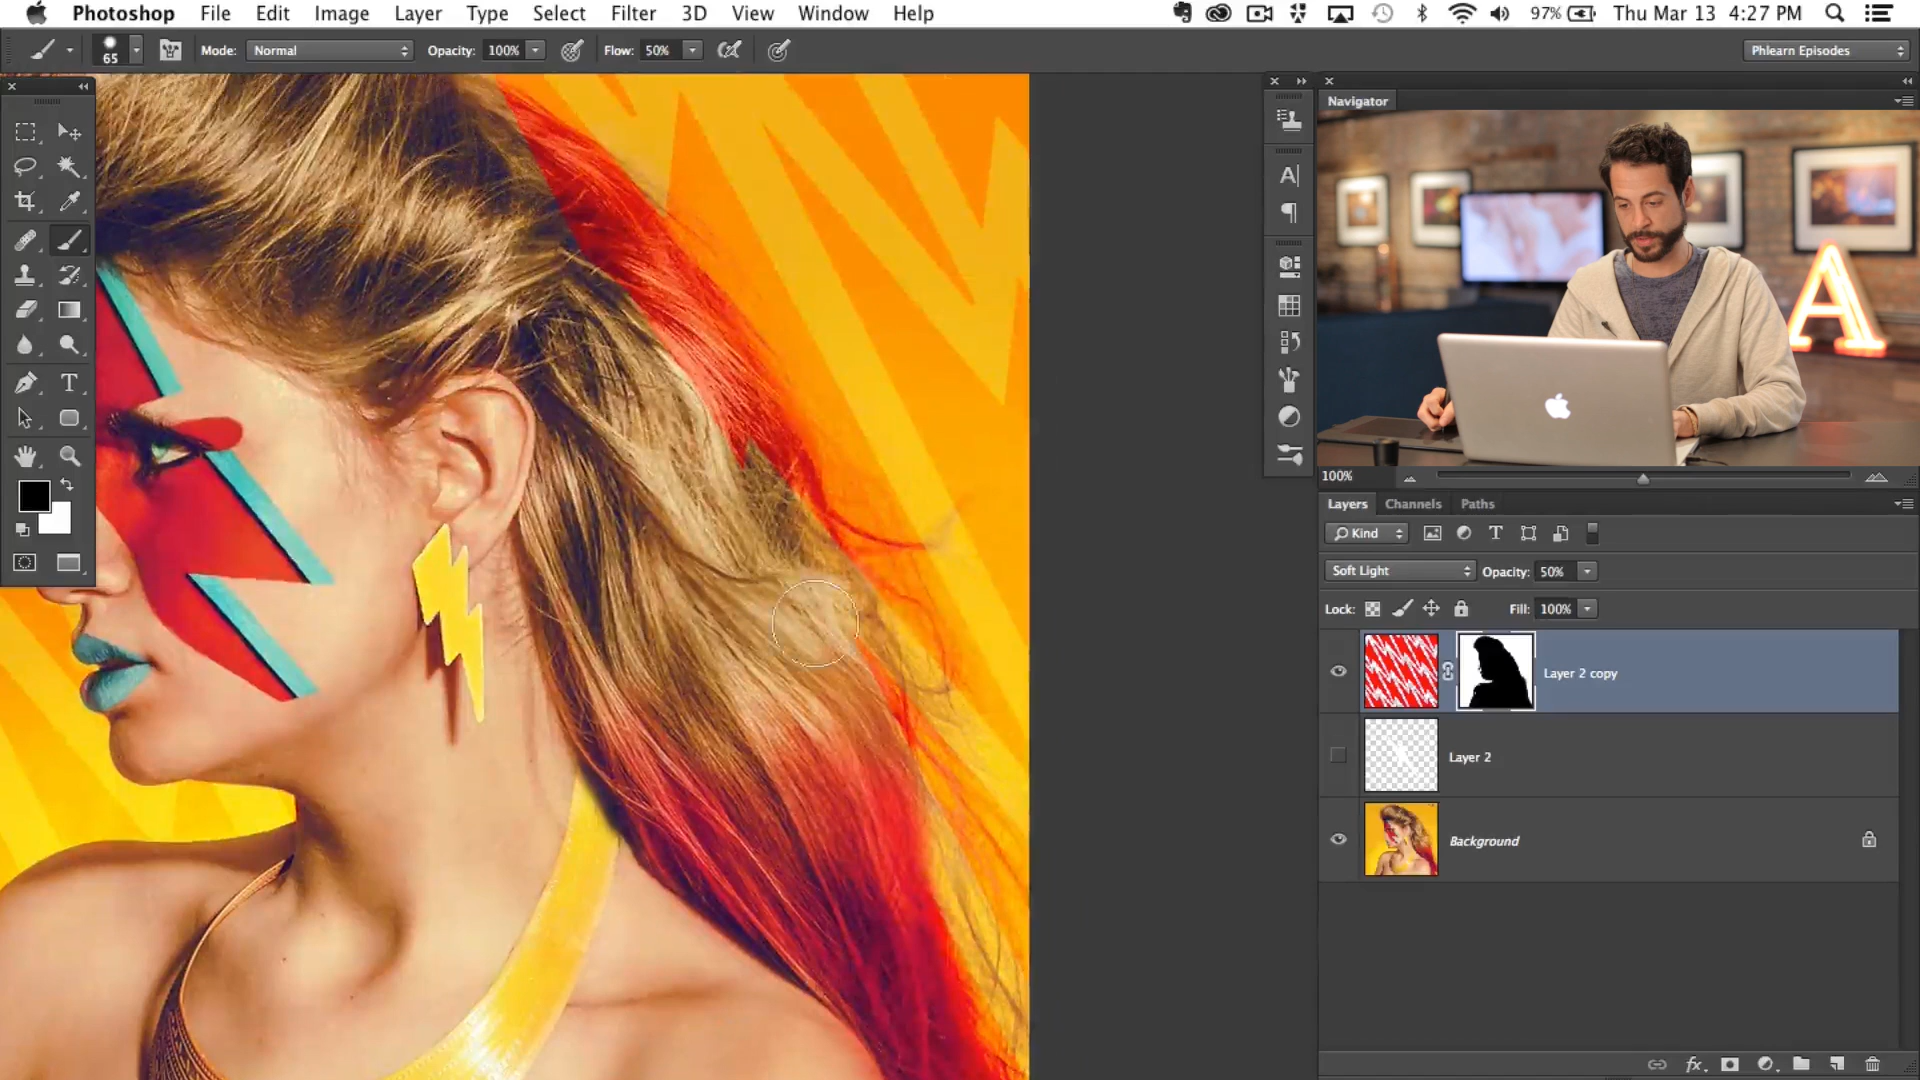 Photoshop File Edit Image Layer Type Select Filter 3D View Window Help 97% Thu Mar 13 4:27 PM
65 Mode: Normal Opacity: 100% Flow: 50% Phlearn Episodes
Navigator
A
100%
Layers Channels Paths
Kind
Soft Light Opacity: 50%
Lock: Fill: 100%
Layer 2 copy
Layer 2
Background